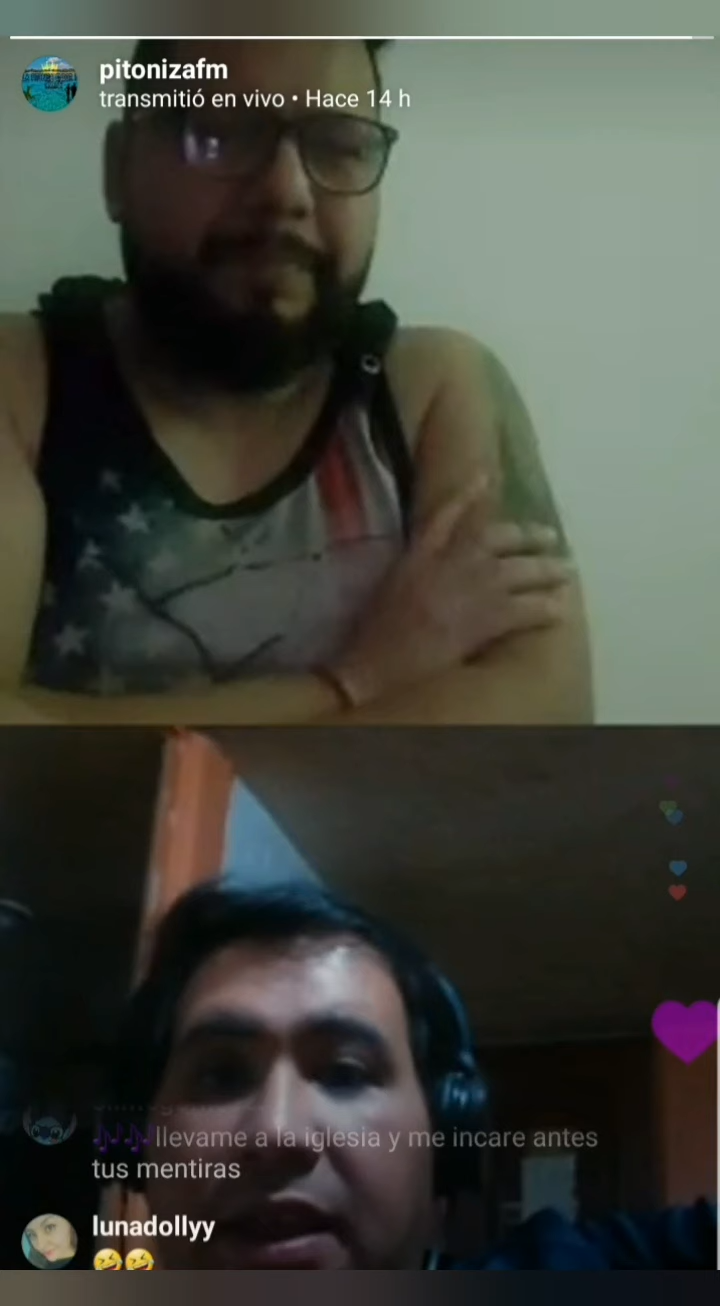 pitonizafm
transmitió en vivo • Hace 14 h
🎶🎶llevame a la iglesia y me incare antes
tus mentiras
lunadollyy
🤣🤣